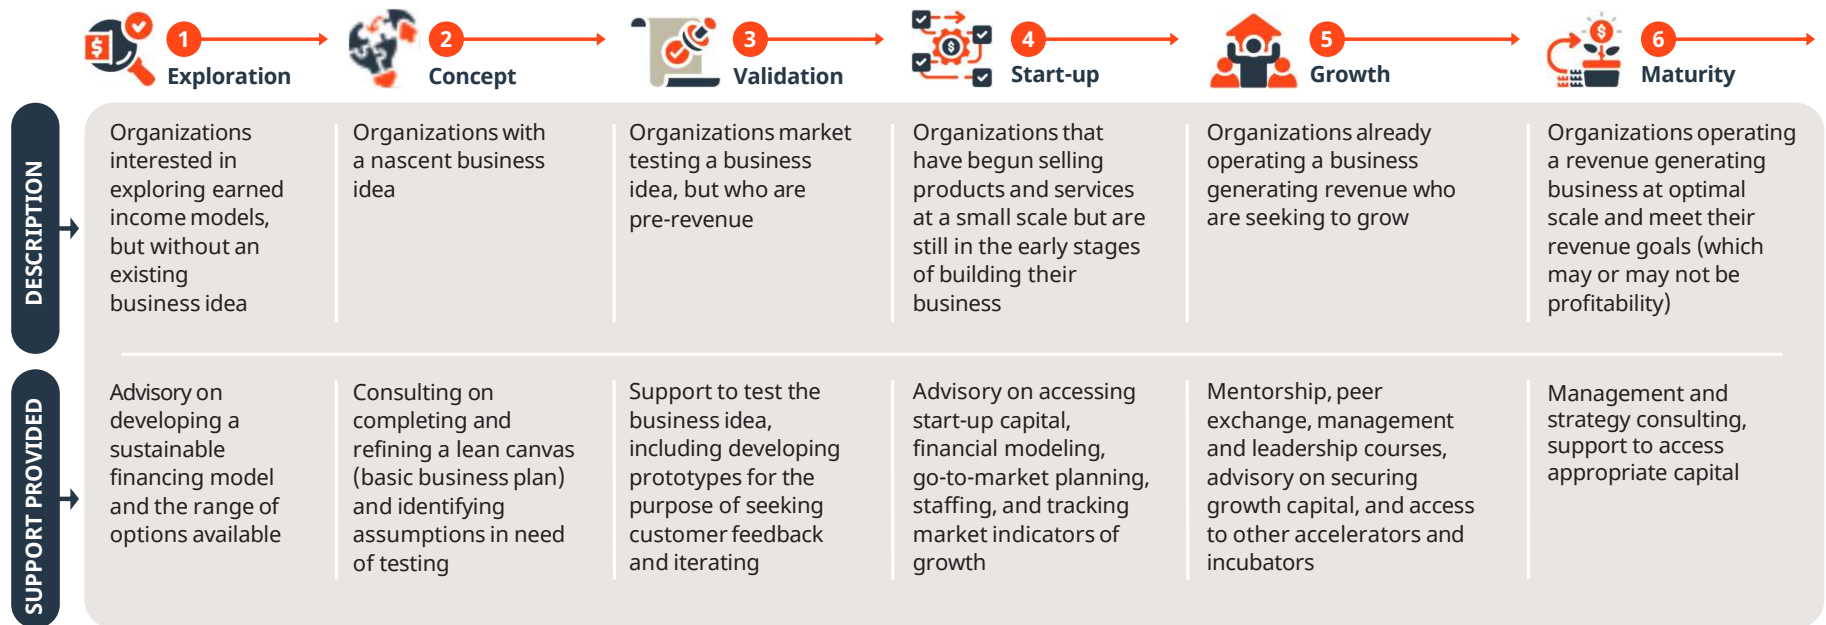 1
Exploration
2
Concept
3
Validation
4
Start-up
5
Growth
6
Maturity
DESCRIPTION
Organizations
interested in
exploring earned
income models,
but without an
existing
business idea
Organizations with
a nascent business
idea
Organizations market
testing a business
idea, but who are
pre-revenue
Organizations that
have begun selling
products and services
at a small scale but are
still in the early stages
of building their
business
Organizations already
operating a business
generating revenue who
are seeking to grow
Organizations operating
a revenue generating
business at optimal
scale and meet their
revenue goals (which
may or may not be
profitability)
SUPPORT PROVIDED
Advisory on
developing a
sustainable
financing model
and the range of
options available
Consulting on
completing and
refining a lean canvas
(basic business plan)
and identifying
assumptions in need
of testing
Support to test the
business idea,
including developing
prototypes for the
purpose of seeking
customer feedback
and iterating
Advisory on accessing
start-up capital,
financial modeling,
go-to-market planning,
staffing, and tracking
market indicators of
growth
Mentorship, peer
exchange, management
and leadership courses,
advisory on securing
growth capital, and access
to other accelerators and
incubators
Management and
strategy consulting,
support to access
appropriate capital